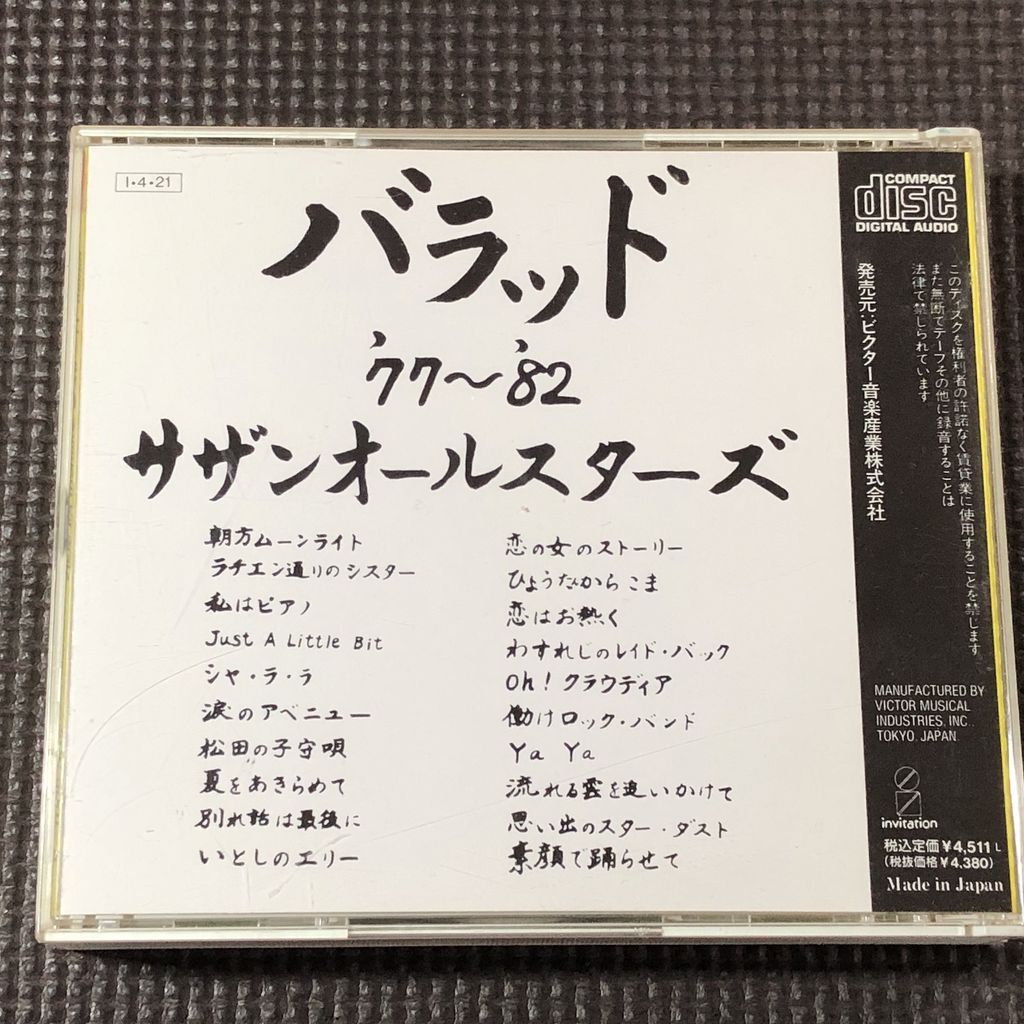 I・4・21
バラッド
'77～'82
サザンオールスターズ
朝方ムーンライト
ラチエン通りのシスター
私はピアノ
Just A Little Bit
シャ・ラ・ラ
涙のアベニュー
松田の子守唄
夏をあきらめて
別れ話は最後に
いとしのエリー
恋の女のストーリー
ひょうたんからこま
恋はお熱く
わすれじのレイド・バック
Oh! クラウディア
働けロック・バンド
Ya Ya
流れる雲を追いかけて
思い出のスター・ダスト
素顔で踊らせて
COMPACT
disc
DIGITAL AUDIO
このディスクを権利者の許諾なく賃貸業に使用することを禁じます
また無断でテープその他に録音することは
法律で禁じられています
発売元:ビクター音楽産業株式会社
MANUFACTURED BY
VICTOR MUSICAL
INDUSTRIES, INC.,
TOKYO, JAPAN.
invitation
税込定価¥4,511 L
(税抜価格¥4,380)
Made in Japan